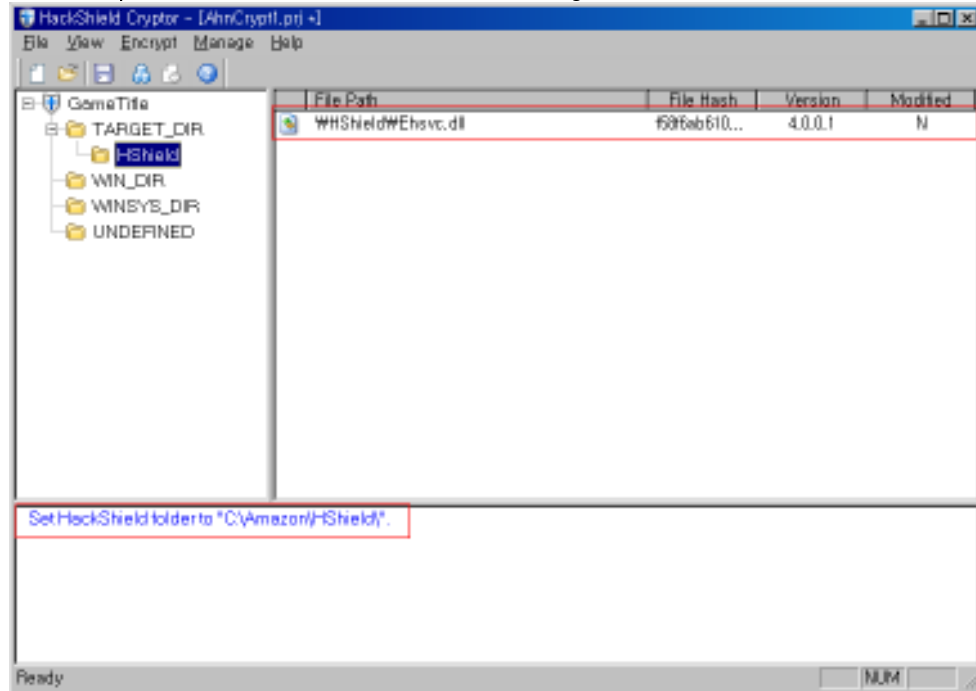 HackShield Cryptor - [AhnCrypt1.prj +]
File View Encrypt Manage Help
GameTitle
TARGET_DIR
HShield
WIN_DIR
WINSYS_DIR
UNDEFINED
File Path File Hash Version Modified
₩HShield₩Ehsvc.dll f58f6ab610... 4.0.0.1 N
Set HackShield folder to "C:\Amazon\HShield\".
Ready NUM